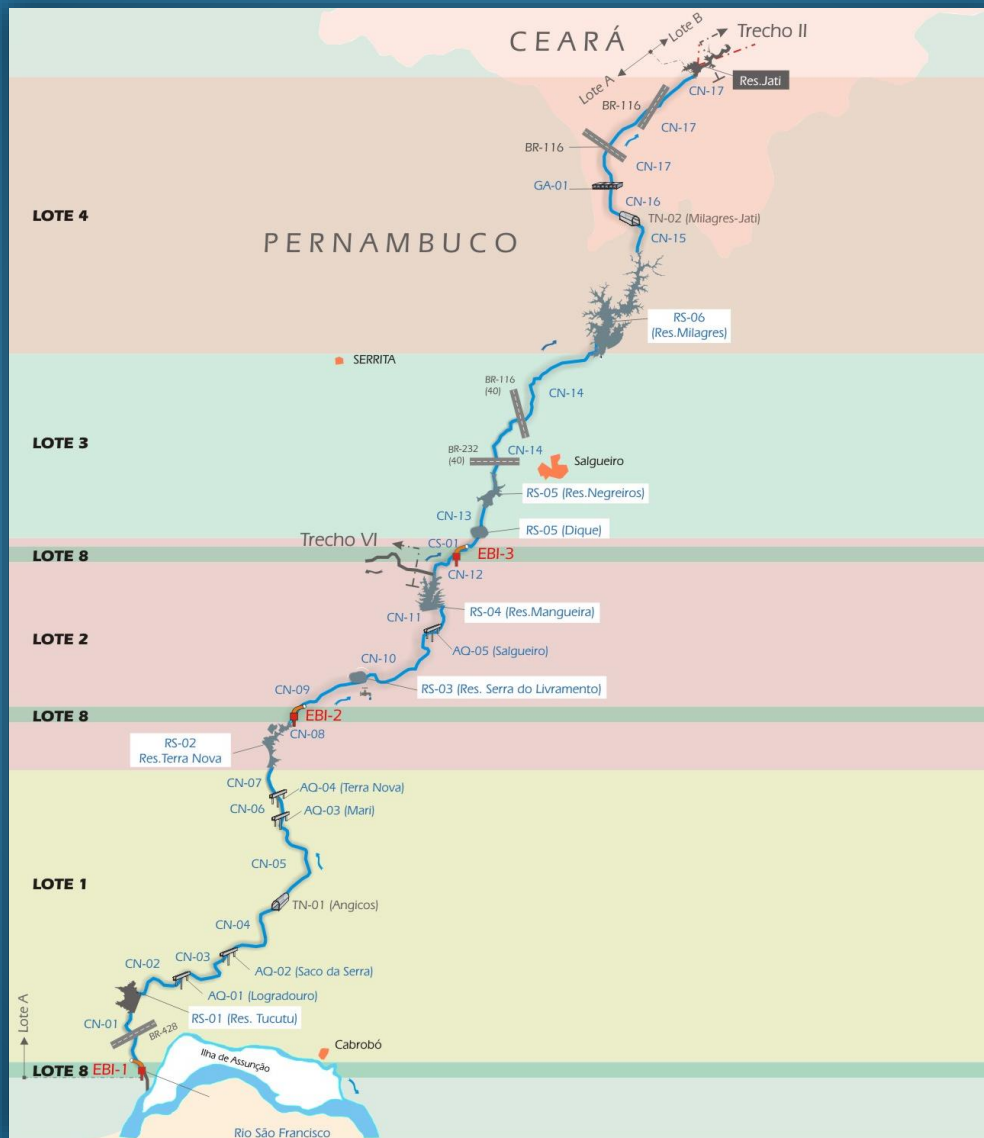 CEARÁ
Lote B
Trecho II
Lote A
Res.Jati
CN-17
BR-116
CN-17
BR-116
CN-17
GA-01
CN-16
LOTE 4
TN-02 (Milagres-Jati)
PERNAMBUCO
CN-15
RS-06
(Res.Milagres)
SERRITA
BR-116
(40)
CN-14
LOTE 3
BR-232
(40)
CN-14
Salgueiro
RS-05 (Res.Negreiros)
CN-13
RS-05 (Dique)
Trecho VI
CS-01
EBI-3
LOTE 8
CN-12
CN-11
RS-04 (Res.Mangueira)
LOTE 2
AQ-05 (Salgueiro)
CN-10
CN-09
RS-03 (Res. Serra do Livramento)
LOTE 8
EBI-2
CN-08
RS-02
Res.Terra Nova
CN-07
AQ-04 (Terra Nova)
CN-06
AQ-03 (Mari)
CN-05
LOTE 1
TN-01 (Angicos)
CN-04
CN-03
CN-02
AQ-02 (Saco da Serra)
AQ-01 (Logradouro)
RS-01 (Res. Tucutu)
CN-01
BR-428
Lote A
Cabrobó
Ilha de Assunção
LOTE 8
EBI-1
Rio São Francisco